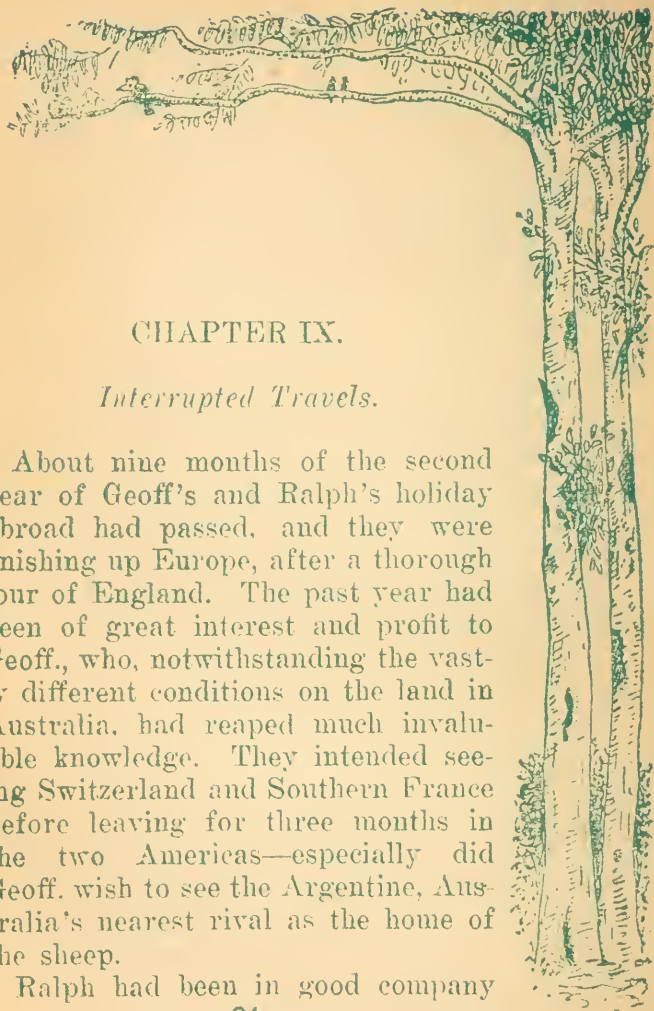 CHAPTER IX.
Interrupted Travels.
About nine months of the second
ear of Geoff's and Ralph's holiday
broad had passed, and they were
nishing up Europe, after a thorough
our of England. The past year had
een of great interest and profit to
eoff., who, notwithstanding the vast-
y different conditions on the land in
ustralia, had reaped much invalu-
ble knowledge. They intended see-
ng Switzerland and Southern France
efore leaving for three months in
he two Americas—especially did
eoff. wish to see the Argentine, Aus-
ralia's nearest rival as the home of
he sheep.
Ralph had been in good company